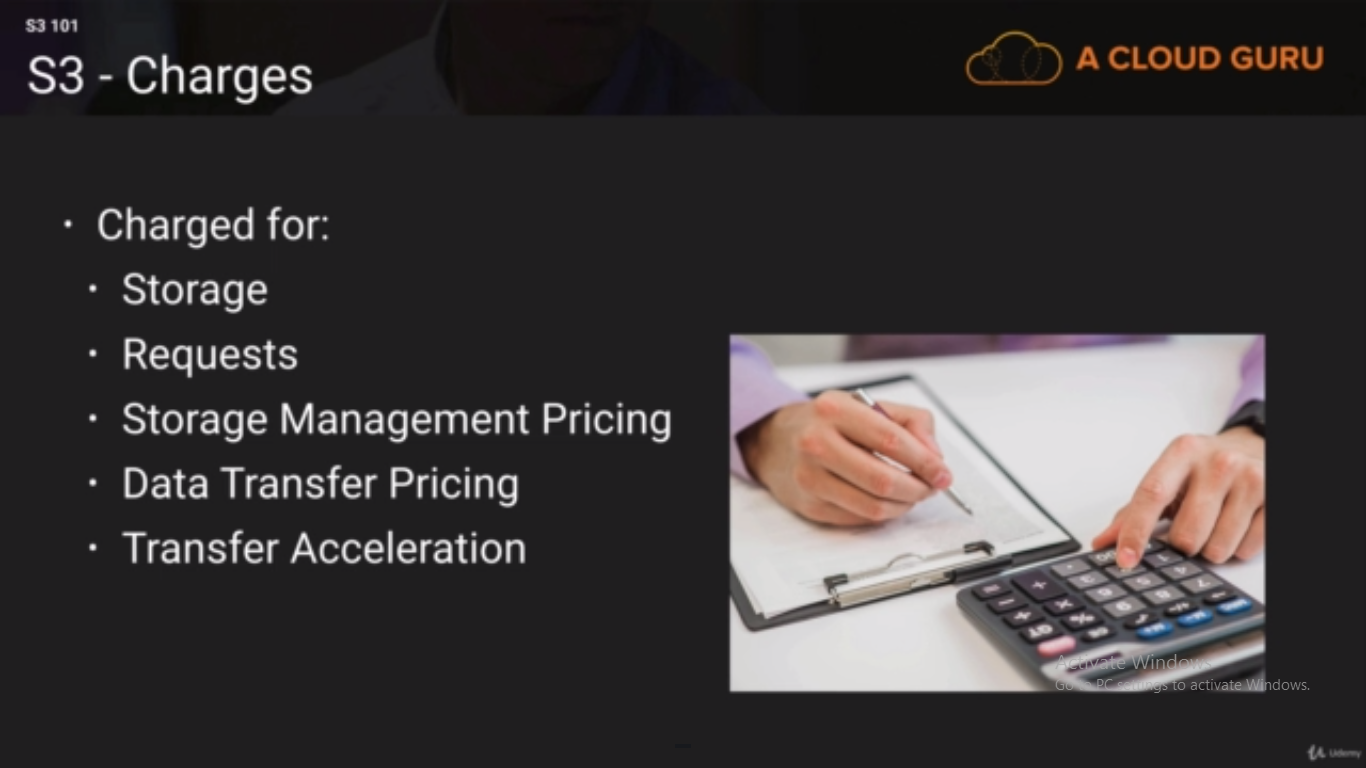 S3 101
S3 - Charges
A CLOUD GURU
• Charged for:
• Storage
• Requests
• Storage Management Pricing
• Data Transfer Pricing
• Transfer Acceleration
Activate Windows
Go to PC settings to activate Windows.
Udemy